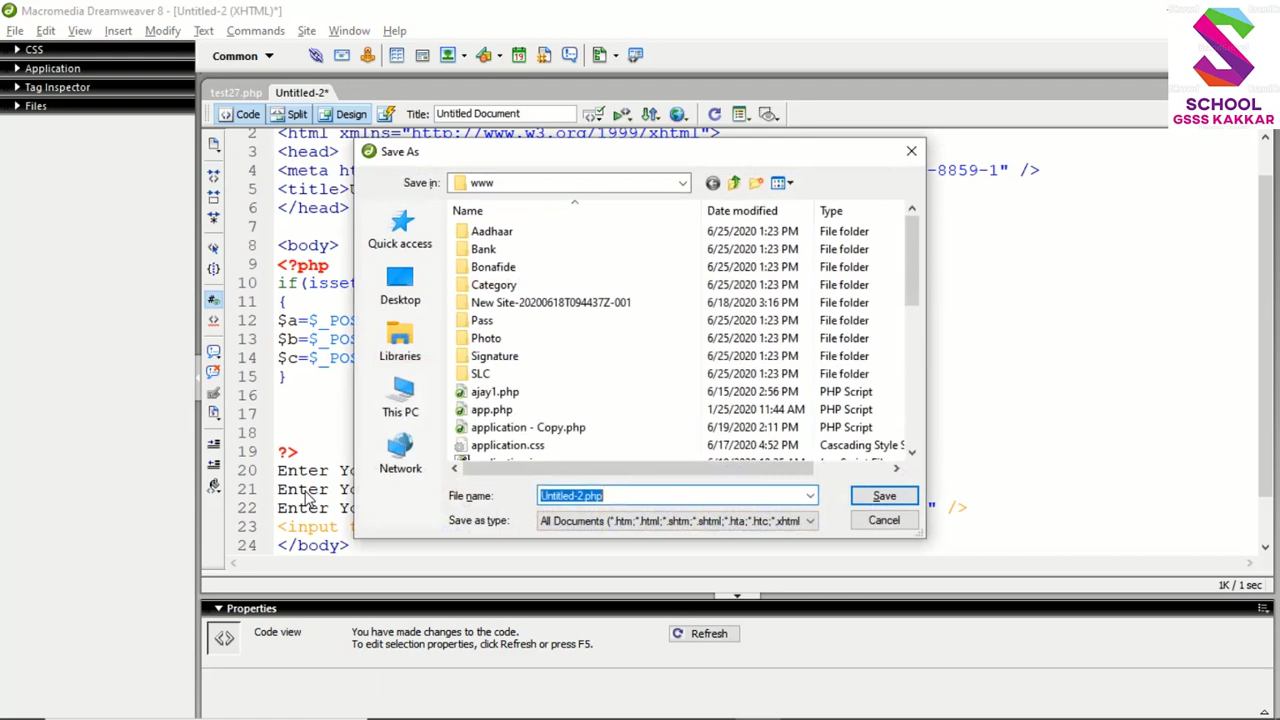 Macromedia Dreamweaver 8 - [Untitled-2 (XHTML)*]
File Edit View Insert Modify Text Commands Site Window Help
CSS
Application
Tag Inspector
Files
Common
test27.php Untitled-2*
Code Split Design Title: Untitled Document
SCHOOL
GSSS KAKKAR
2 <html xmlns="http://www.w3.org/1999/xhtml">
3 <head>
4 <meta ht -8859-1" />
5 <title>U
6 </head>
7
8 <body>
9 <?php
10 if(isset
11 {
12 $a=$_POS
13 $b=$_POS
14 $c=$_POS
15 }
16
17
18
19 ?>
20 Enter Yo
21 Enter Yo
22 Enter Yo " />
23 <input t
24 </body>
Save As
Save in: www
Quick access
Desktop
Libraries
This PC
Network
Name Date modified Type
Aadhaar 6/25/2020 1:23 PM File folder
Bank 6/25/2020 1:23 PM File folder
Bonafide 6/25/2020 1:23 PM File folder
Category 6/25/2020 1:23 PM File folder
New Site-20200618T094437Z-001 6/18/2020 3:16 PM File folder
Pass 6/25/2020 1:23 PM File folder
Photo 6/25/2020 1:23 PM File folder
Signature 6/25/2020 1:23 PM File folder
SLC 6/25/2020 1:23 PM File folder
ajay1.php 6/15/2020 2:56 PM PHP Script
app.php 1/25/2020 11:44 AM PHP Script
application - Copy.php 6/19/2020 2:11 PM PHP Script
application.css 6/17/2020 4:52 PM Cascading Style S
File name: Untitled-2.php Save
Save as type: All Documents (*.htm;*.html;*.shtm;*.shtml;*.hta;*.htc;*.xhtml Cancel
1K / 1 sec
Properties
Code view You have made changes to the code.
To edit selection properties, click Refresh or press F5.
Refresh